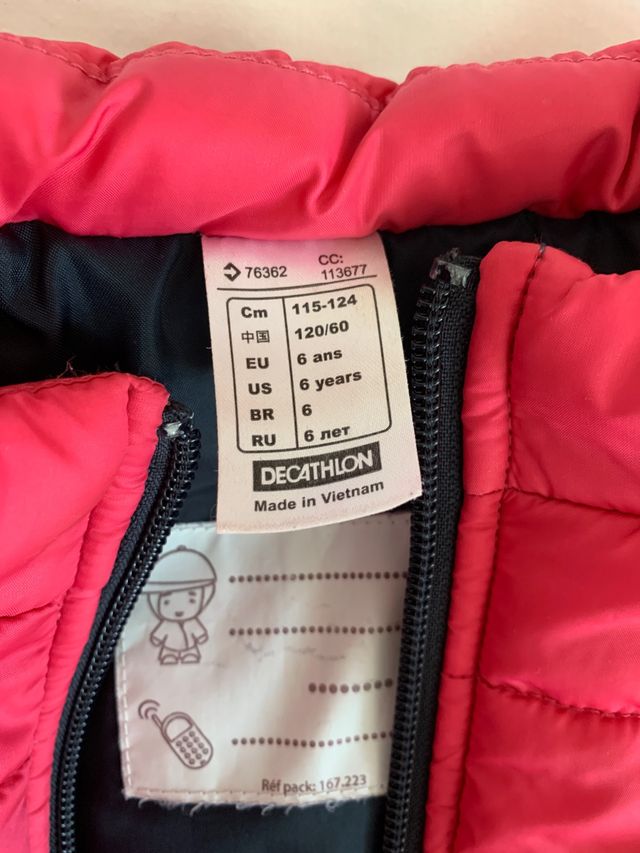 76362 CC: 113677
Cm 115-124
中国 120/60
EU 6 ans
US 6 years
BR 6
RU 6 лет
DECATHLON
Made in Vietnam
Réf pack: 167.223